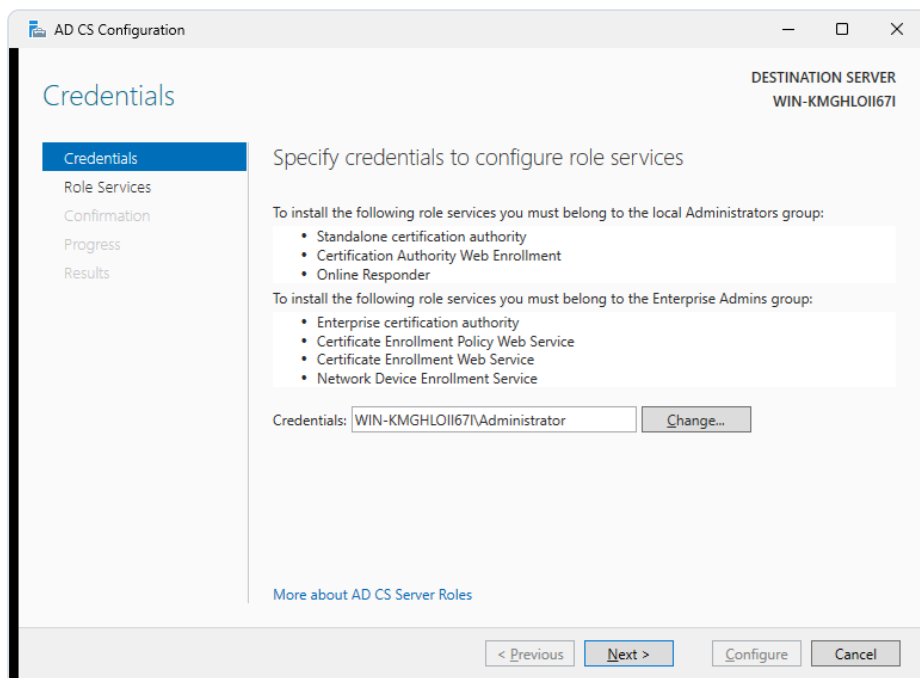 AD CS Configuration
DESTINATION SERVER
WIN-KMGHLOII67I
Credentials
Credentials
Role Services
Confirmation
Progress
Results
Specify credentials to configure role services
To install the following role services you must belong to the local Administrators group:
• Standalone certification authority
• Certification Authority Web Enrollment
• Online Responder
To install the following role services you must belong to the Enterprise Admins group:
• Enterprise certification authority
• Certificate Enrollment Policy Web Service
• Certificate Enrollment Web Service
• Network Device Enrollment Service
Credentials: WIN-KMGHLOII67I\Administrator Change...
More about AD CS Server Roles
< Previous Next > Configure Cancel